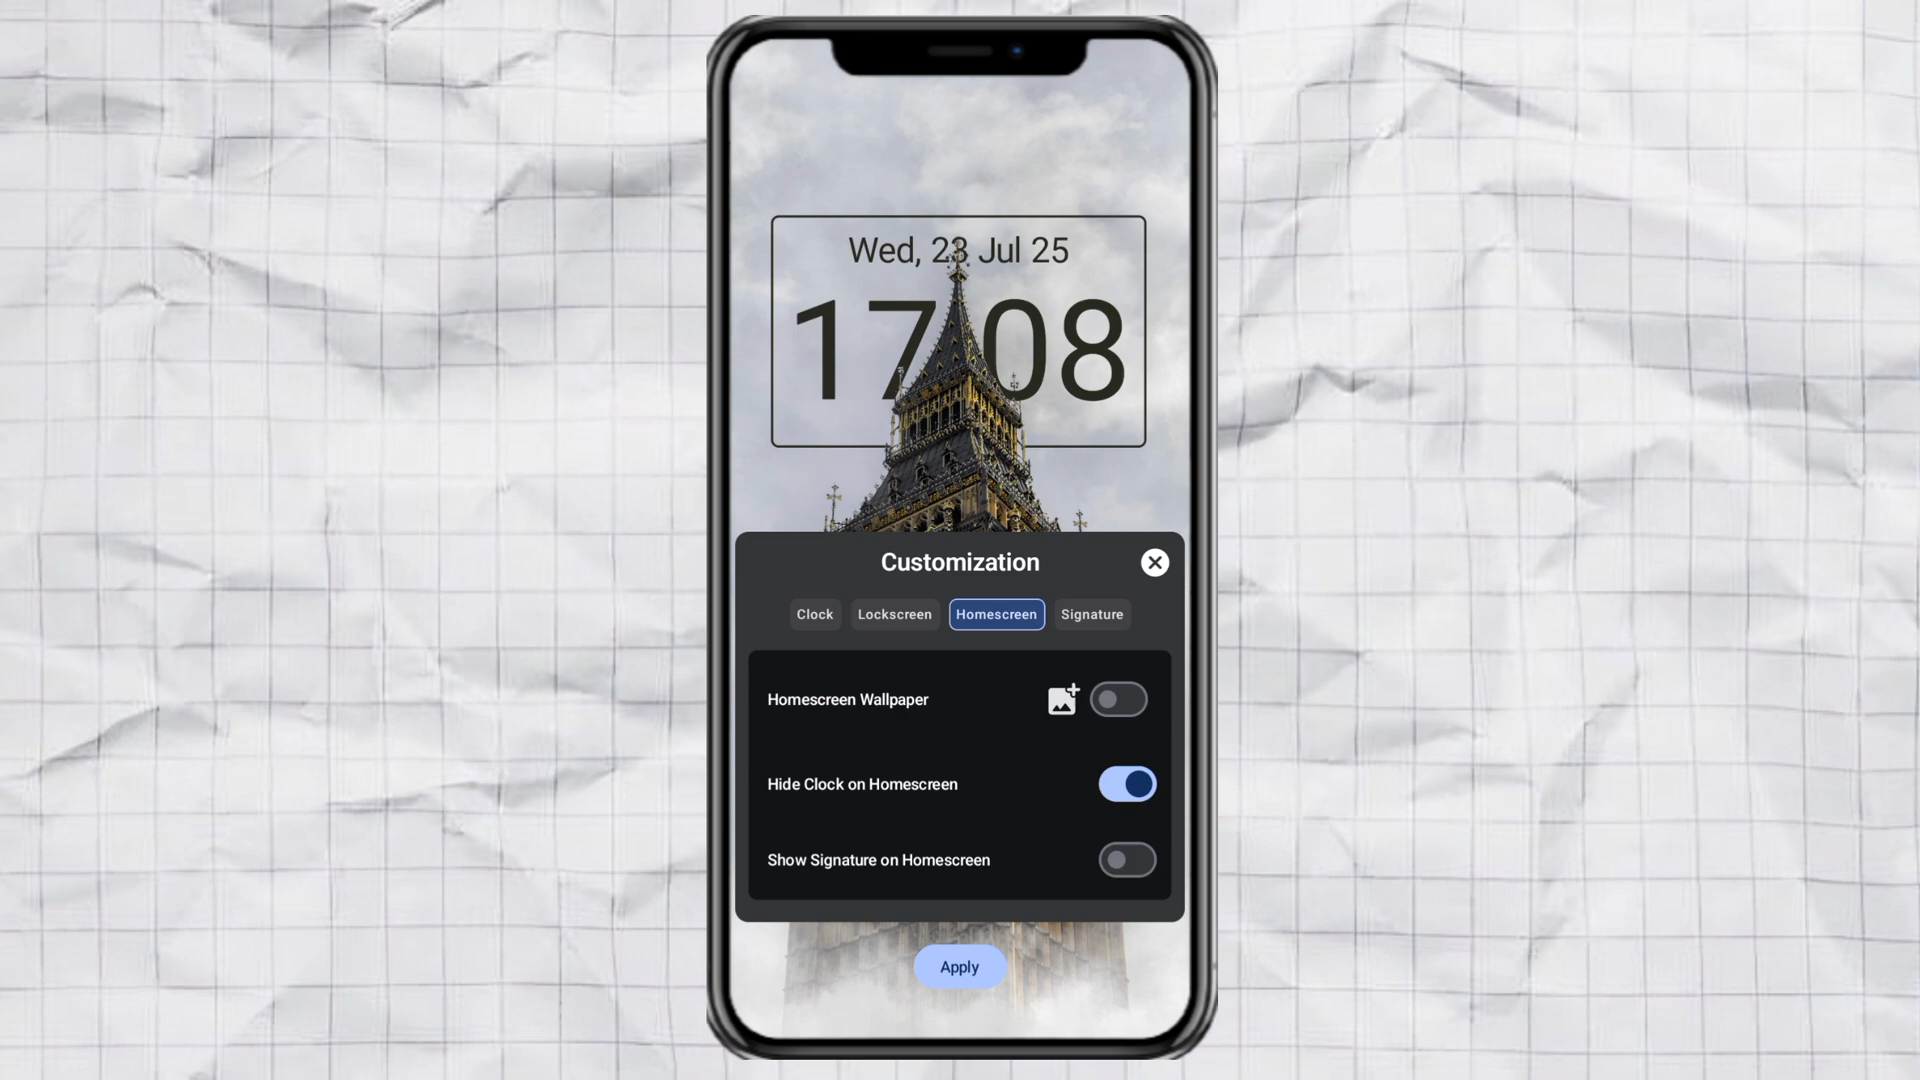 Wed, 23 Jul 25
17 08
Customization
Clock Lockscreen Homescreen Signature
Homescreen Wallpaper
Hide Clock on Homescreen
Show Signature on Homescreen
Apply